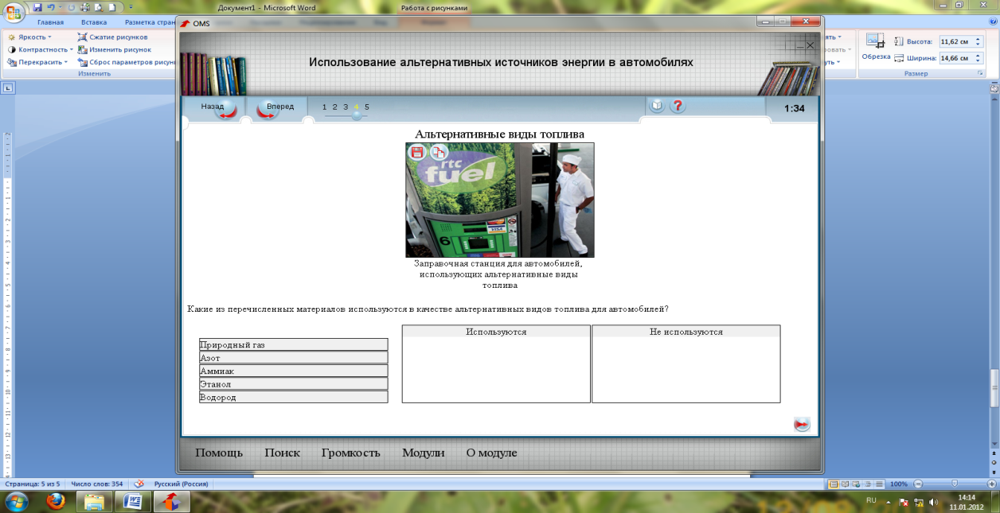 Документ1 - Microsoft Word
Работа с рисунками
Главная
Вставка
Разметка стран
Яркость
Контрастность
Перекрасить
Сжатие рисунков
Изменить рисунок
Сброс параметров рисун
Изменить
Обрезка
Высота: 11,62 см
Ширина: 14,66 см
Размер
OMS
Использование альтернативных источников энергии в автомобилях
Назад
Вперед
1 2 3 4 5
1:34
Альтернативные виды топлива
rtc
fuel
VISA
6
Заправочная станция для автомобилей,
использующих альтернативные виды
топлива
Какие из перечисленных материалов используются в качестве альтернативных видов топлива для автомобилей?
Используются
Не используются
Природный газ
Азот
Аммиак
Этанол
Водород
Помощь Поиск Громкость Модули О модуле
Страница: 5 из 5 Число слов: 354 Русский (Россия)
100%
RU
14:14
11.01.2012